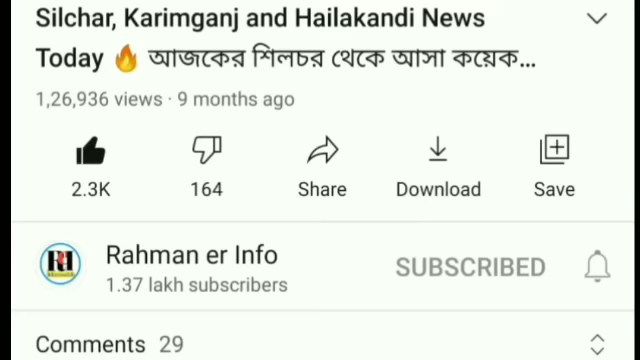 Silchar, Karimganj and Hailakandi News
Today 🔥 আজকের শিলচর থেকে আসা কয়েক...
1,26,936 views · 9 months ago
2.3K 164 Share Download Save
Rahman er Info SUBSCRIBED
1.37 lakh subscribers
Comments 29